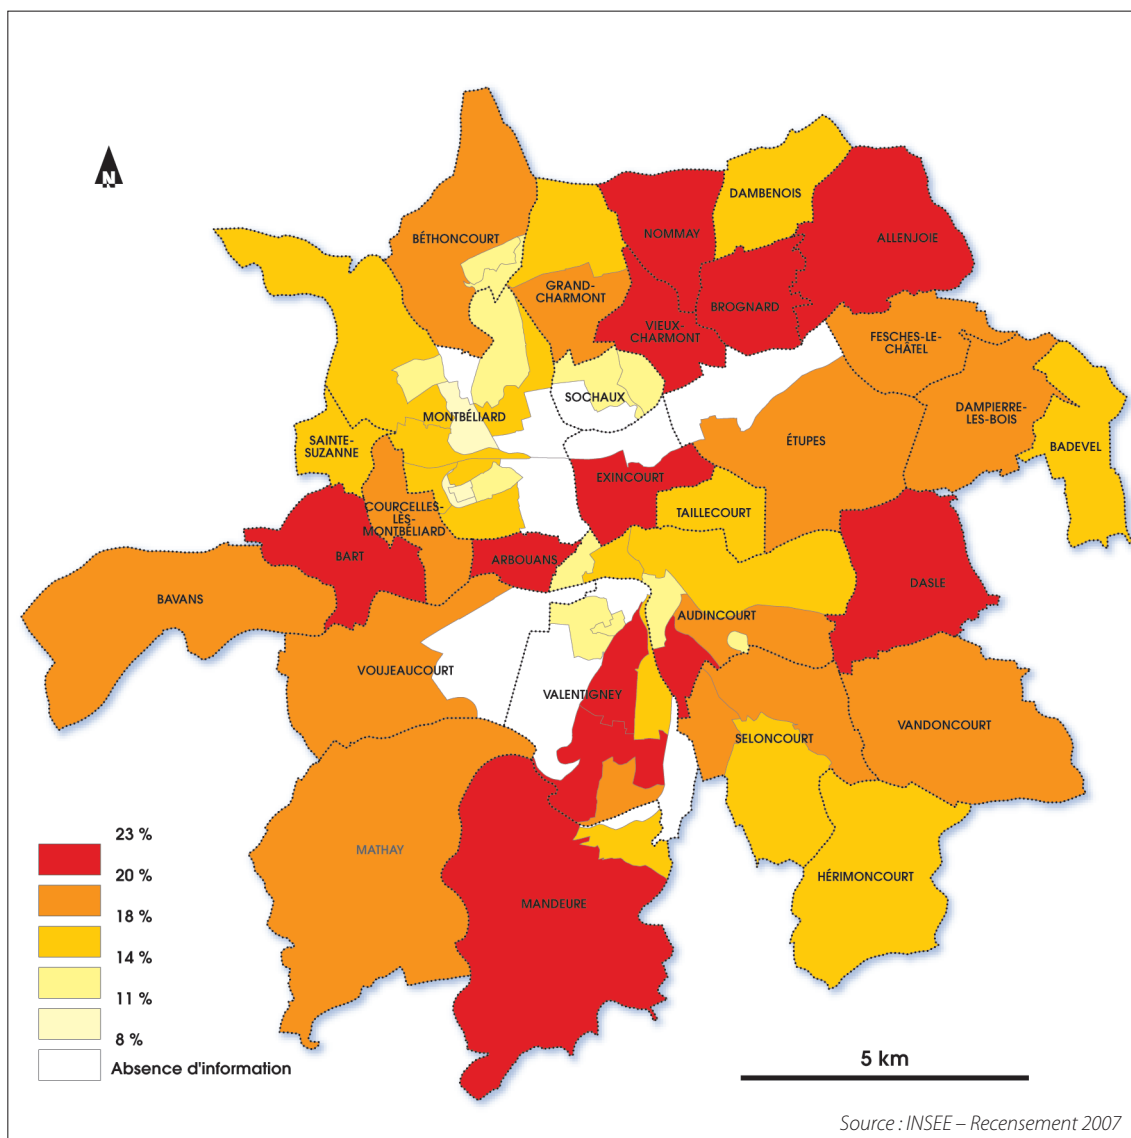 N
DAMBENOIS
NOMMAY
ALLENJOIE
BÉTHONCOURT
GRAND-
CHARMONT
BROGNARD
VIEUX-
CHARMONT
FESCHES-LE-
CHÂTEL
SOCHAUX
MONTBÉLIARD
DAMPIERRE-
LES-BOIS
SAINTE-
SUZANNE
ÉTUPES
BADEVEL
EXINCOURT
TAILLECOURT
COURCELLES-
LÈS-
MONTBÉLIARD
BART
ARBOUANS
DASLE
BAVANS
AUDINCOURT
VOUJEAUCOURT
VALENTIGNEY
VANDONCOURT
SELONCOURT
MATHAY
HÉRIMONCOURT
MANDEURE
23 %
20 %
18 %
14 %
11 %
8 %
Absence d'information
5 km
Source : INSEE – Recensement 2007